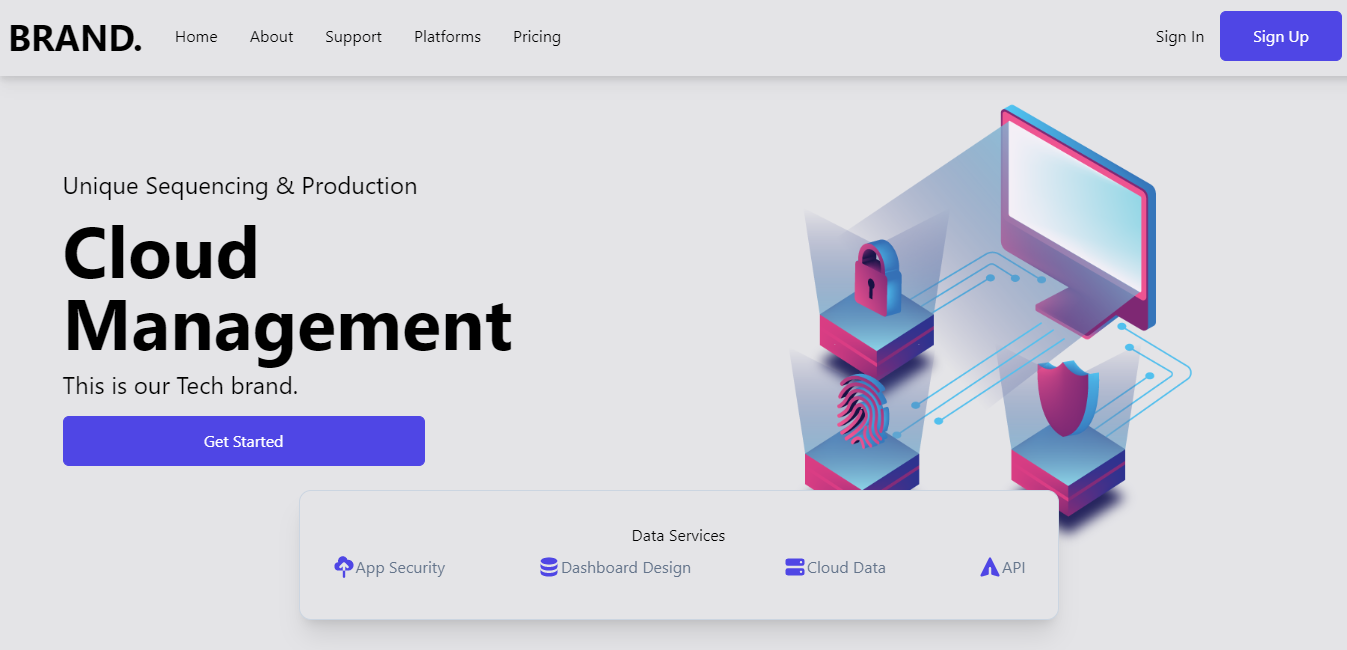 BRAND. Home About Support Platforms Pricing Sign In Sign Up
Unique Sequencing & Production
Cloud
Management
This is our Tech brand.
Get Started
Data Services
App Security Dashboard Design Cloud Data API